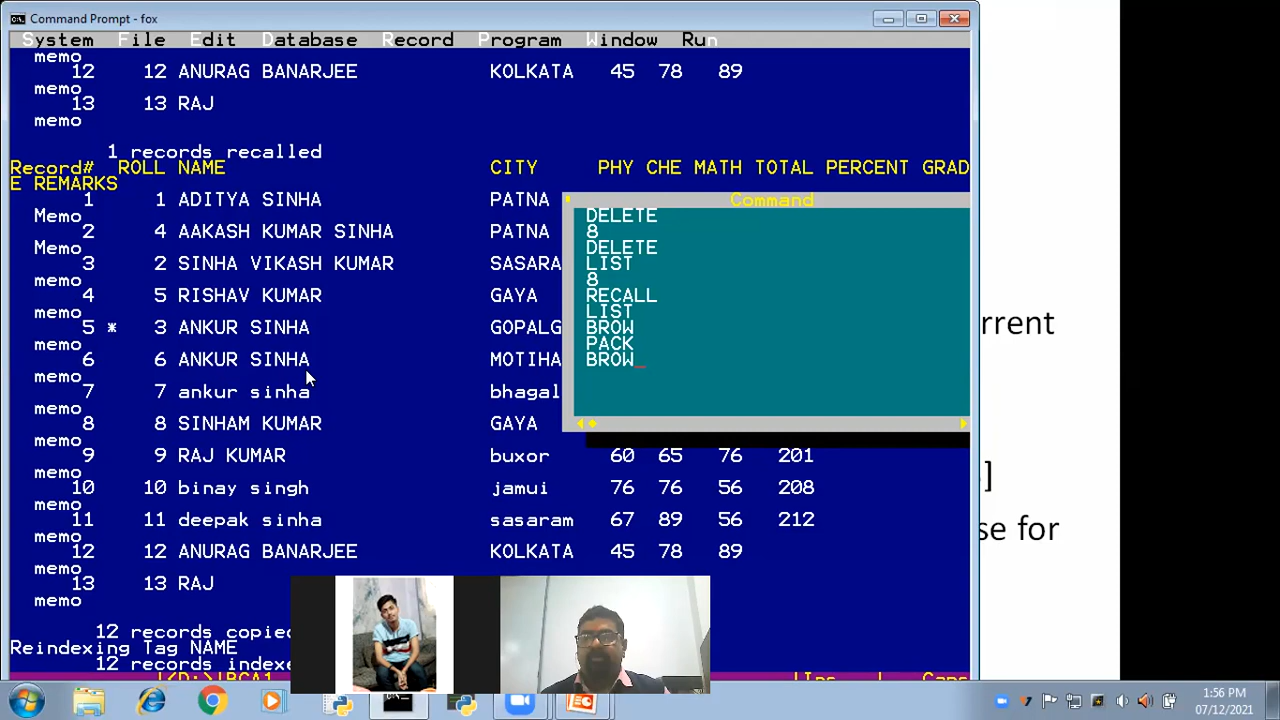 Command Prompt - fox
System File Edit Database Record Program Window Run
memo
12 12 ANURAG BANARJEE KOLKATA 45 78 89
memo
13 13 RAJ
memo
1 records recalled
Record# ROLL NAME CITY PHY CHE MATH TOTAL PERCENT GRAD
E REMARKS
1 1 ADITYA SINHA PATNA
Memo
2 4 AAKASH KUMAR SINHA PATNA
Memo
3 2 SINHA VIKASH KUMAR SASARA
memo
4 5 RISHAV KUMAR GAYA
memo
5 * 3 ANKUR SINHA GOPALG
memo
6 6 ANKUR SINHA MOTIHA
memo
7 7 ankur sinha bhagal
memo
8 8 SINHAM KUMAR GAYA
memo
9 9 RAJ KUMAR buxor 60 65 76 201
memo
10 10 binay singh jamui 76 76 56 208
memo
11 11 deepak sinha sasaram 67 89 56 212
memo
12 12 ANURAG BANARJEE KOLKATA 45 78 89
memo
13 13 RAJ
memo
12 records copie
Reindexing Tag NAME
12 records indexe
Command
DELETE
8
DELETE
LIST
8
RECALL
LIST
BROW
PACK
BROW_
rrent
]
se for
1:56 PM
07/12/2021